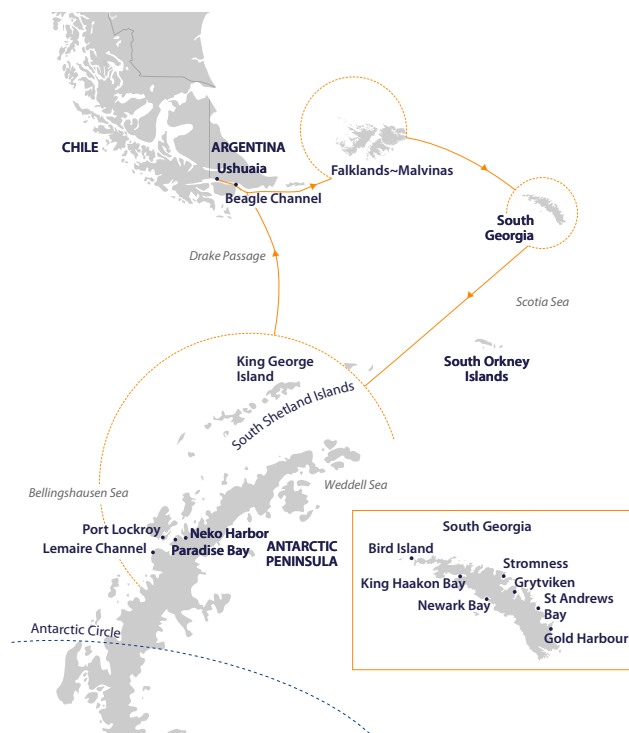 CHILE
ARGENTINA
Ushuaia
Beagle Channel
Falklands~Malvinas
South
Georgia
Drake Passage
Scotia Sea
King George
Island
South Shetland Islands
South Orkney
Islands
Bellingshausen Sea
Weddell Sea
Port Lockroy
Neko Harbor
Lemaire Channel
Paradise Bay
ANTARCTIC
PENINSULA
Antarctic Circle
South Georgia
Bird Island
Stromness
King Haakon Bay
Grytviken
Newark Bay
St Andrews
Bay
Gold Harbour